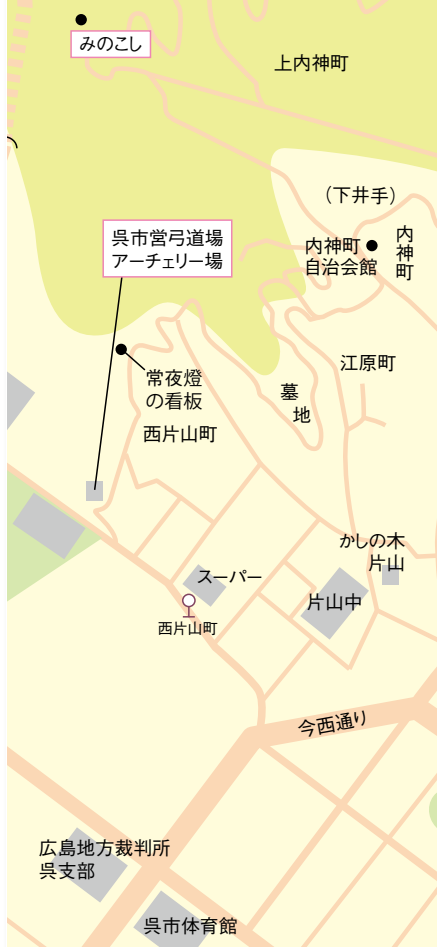 みのこし
上内神町
(下井手)
呉市営弓道場
アーチェリー場
内神町
自治会館
内神町
常夜燈
の看板
江原町
墓地
西片山町
かしの木
片山
スーパー
片山中
西片山町
今西通り
広島地方裁判所
呉支部
呉市体育館